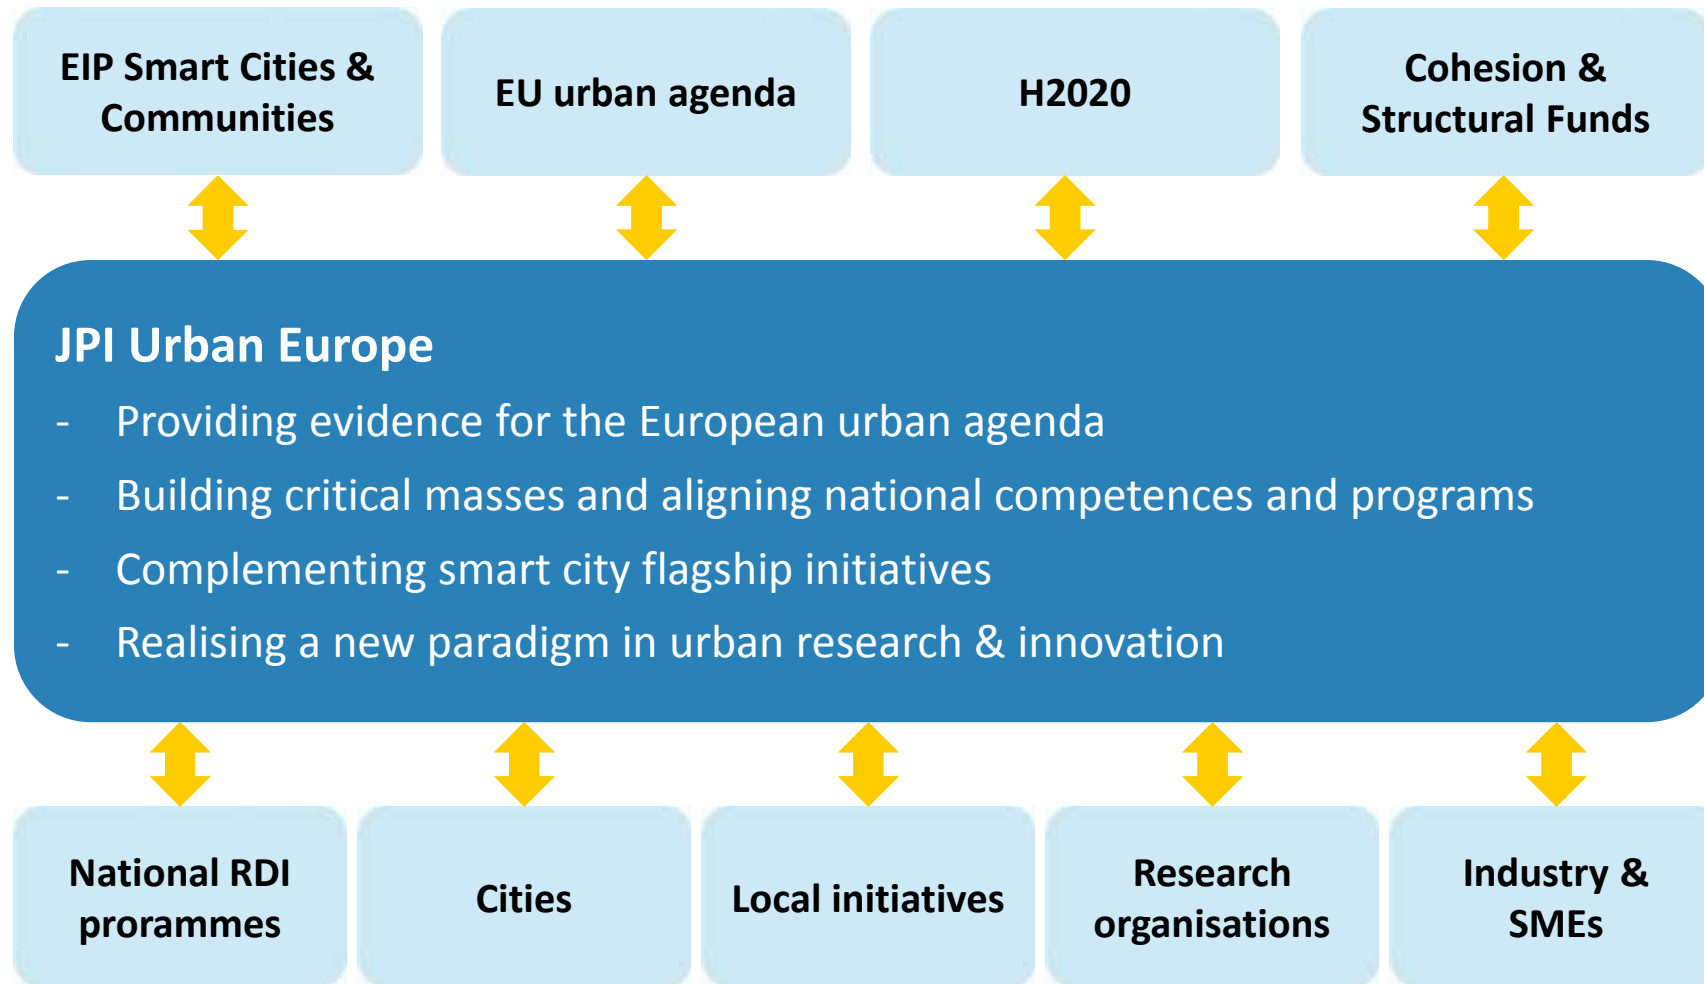 EIP Smart Cities &
Communities
EU urban agenda
H2020
Cohesion &
Structural Funds
JPI Urban Europe
- Providing evidence for the European urban agenda
- Building critical masses and aligning national competences and programs
- Complementing smart city flagship initiatives
- Realising a new paradigm in urban research & innovation
National RDI
prorammes
Cities
Local initiatives
Research
organisations
Industry &
SMEs